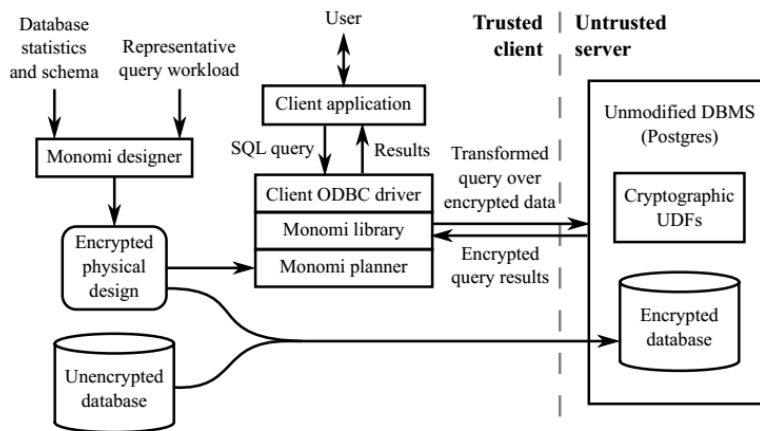 Database
statistics
and schema
Representative
query workload
User
Trusted
client
Untrusted
server
Monomi designer
Client application
SQL query
Results
Unmodified DBMS
(Postgres)
Transformed
query over
encrypted data
Client ODBC driver
Monomi library
Monomi planner
Cryptographic
UDFs
Encrypted
physical
design
Encrypted
query results
Encrypted
database
Unencrypted
database